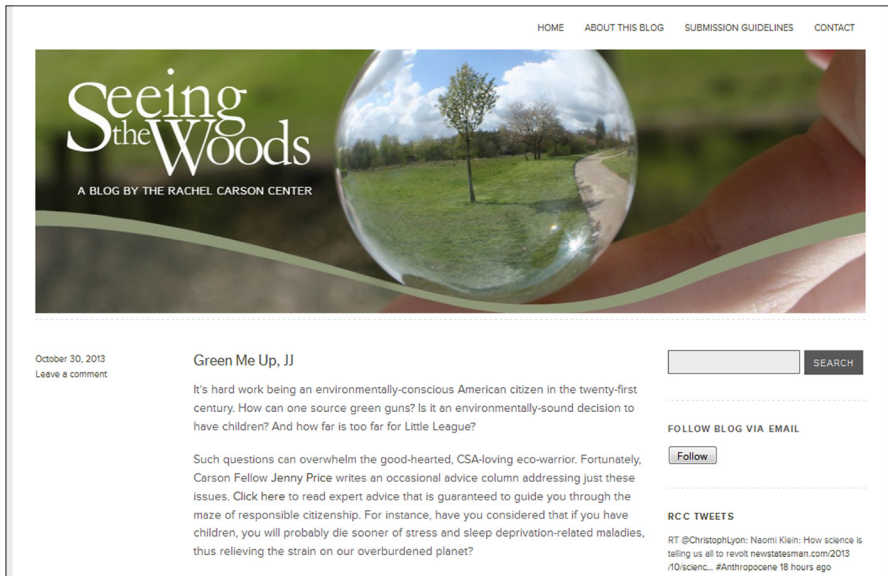 HOME ABOUT THIS BLOG SUBMISSION GUIDELINES CONTACT
Seeing
the Woods
A BLOG BY THE RACHEL CARSON CENTER
October 30, 2013
Leave a comment
Green Me Up, JJ
It's hard work being an environmentally-conscious American citizen in the twenty-first
century. How can one source green guns? Is it an environmentally-sound decision to
have children? And how far is too far for Little League?
Such questions can overwhelm the good-hearted, CSA-loving eco-warrior. Fortunately,
Carson Fellow Jenny Price writes an occasional advice column addressing just these
issues. Click here to read expert advice that is guaranteed to guide you through the
maze of responsible citizenship. For instance, have you considered that if you have
children, you will probably die sooner of stress and sleep deprivation-related maladies,
thus relieving the strain on our overburdened planet?
SEARCH
FOLLOW BLOG VIA EMAIL
Follow
RCC TWEETS
RT @ChristophLyon: Naomi Klein: How science is
telling us all to revolt newstatesman.com/2013
/10/scienc... #Anthropocene 18 hours ago